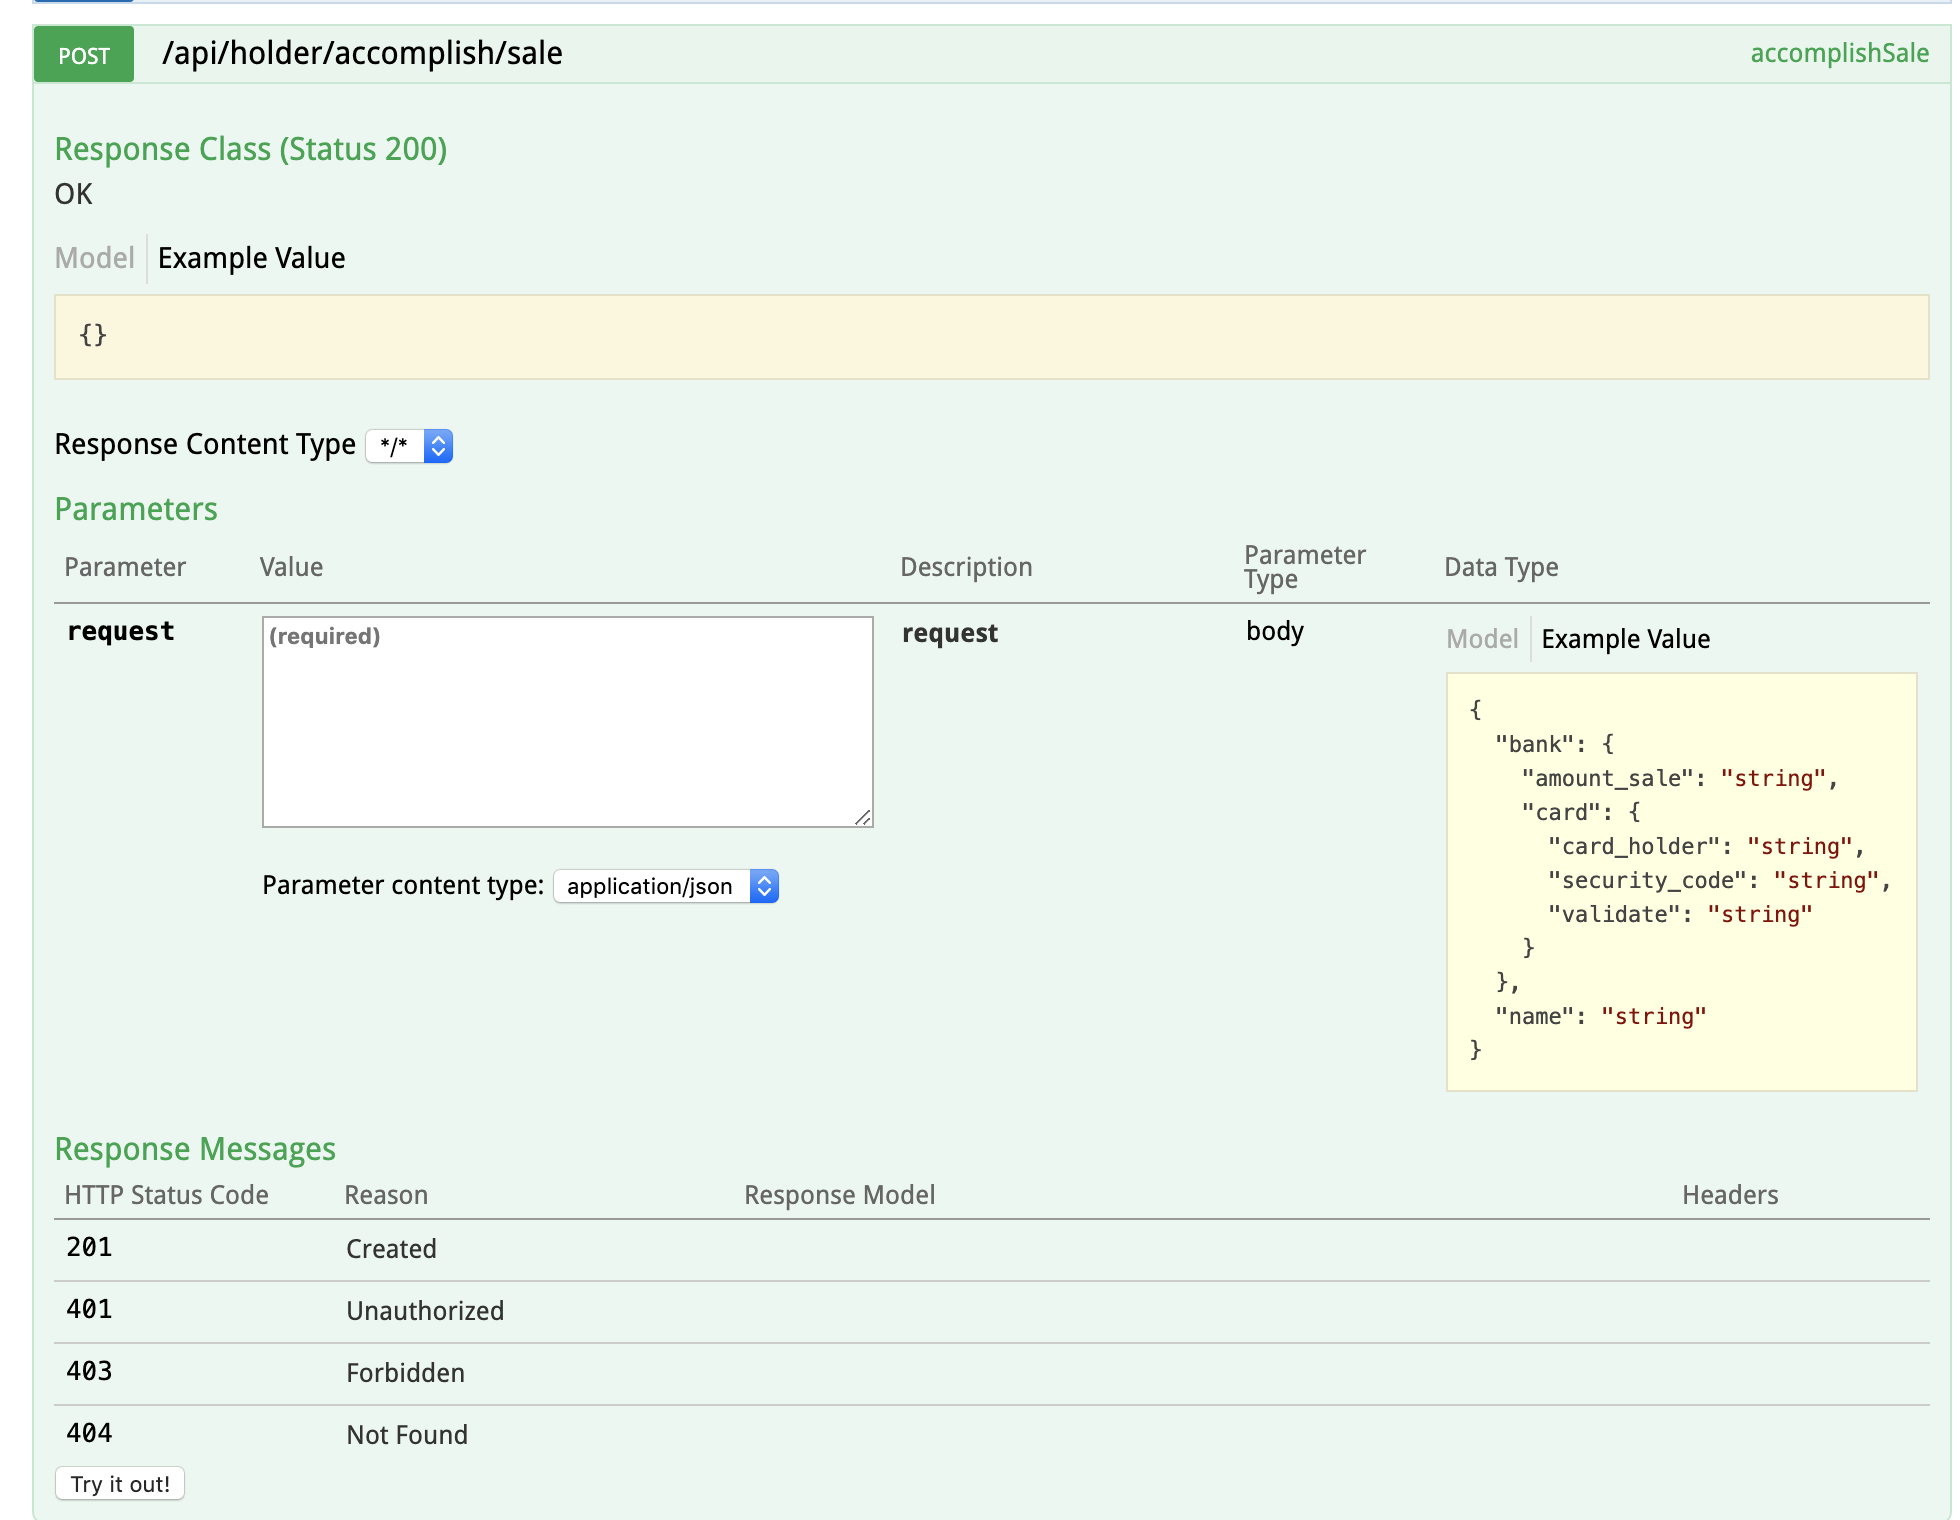 POST /api/holder/accomplish/sale accomplishSale
Response Class (Status 200)
OK
Model Example Value
{}
Response Content Type */*
Parameters
Parameter Value Description Parameter Type Data Type
request (required) request body Model Example Value
{
"bank": {
"amount_sale": "string",
"card": {
"card_holder": "string",
"security_code": "string",
"validate": "string"
}
},
"name": "string"
}
Parameter content type: application/json
Response Messages
HTTP Status Code Reason Response Model Headers
201 Created
401 Unauthorized
403 Forbidden
404 Not Found
Try it out!